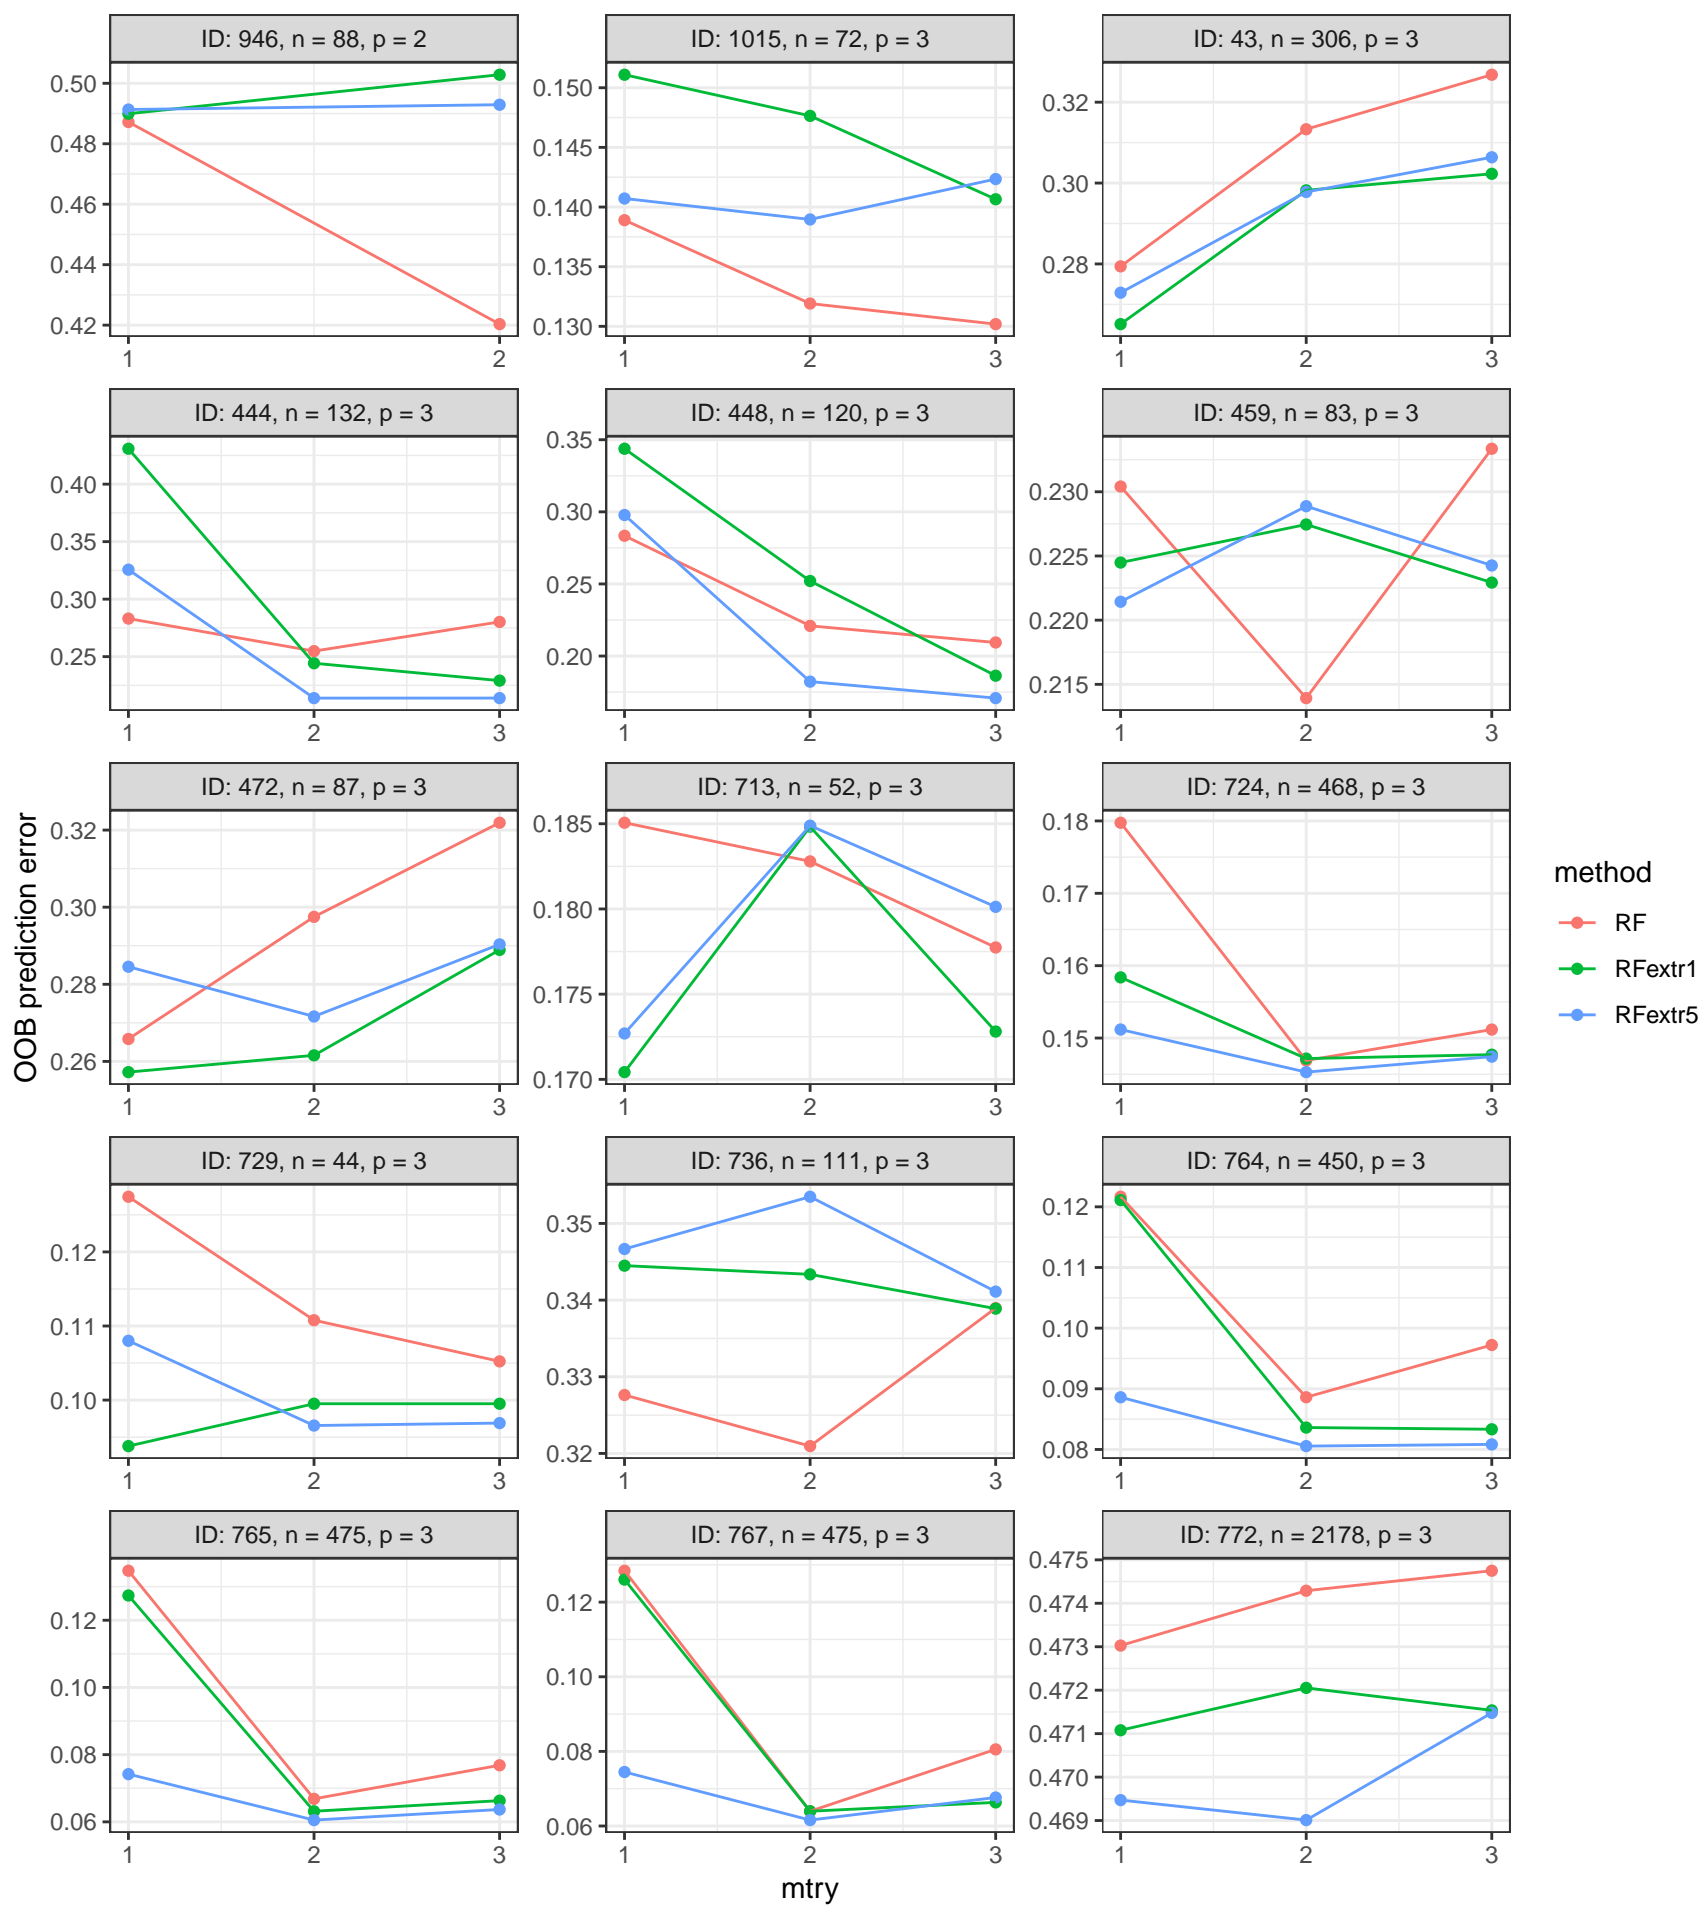 ID: 946, n = 88, p = 2
ID: 1015, n = 72, p = 3
ID: 43, n = 306, p = 3
0.50
0.48
0.46
0.44
0.42
1 2
0.150
0.145
0.140
0.135
0.130
1 2 3
0.32
0.30
0.28
1 2 3
ID: 444, n = 132, p = 3
ID: 448, n = 120, p = 3
ID: 459, n = 83, p = 3
0.40
0.35
0.30
0.25
1 2 3
0.35
0.30
0.25
0.20
1 2 3
0.230
0.225
0.220
0.215
1 2 3
ID: 472, n = 87, p = 3
ID: 713, n = 52, p = 3
ID: 724, n = 468, p = 3
0.32
0.30
0.28
0.26
1 2 3
0.185
0.180
0.175
0.170
1 2 3
0.18
0.17
0.16
0.15
1 2 3
ID: 729, n = 44, p = 3
ID: 736, n = 111, p = 3
ID: 764, n = 450, p = 3
0.12
0.11
0.10
1 2 3
0.35
0.34
0.33
0.32
1 2 3
0.12
0.11
0.10
0.09
0.08
1 2 3
ID: 765, n = 475, p = 3
ID: 767, n = 475, p = 3
ID: 772, n = 2178, p = 3
0.12
0.10
0.08
0.06
1 2 3
0.12
0.10
0.08
0.06
1 2 3
0.475
0.474
0.473
0.472
0.471
0.470
0.469
1 2 3
OOB prediction error
mtry
method
RF
RFextr1
RFextr5